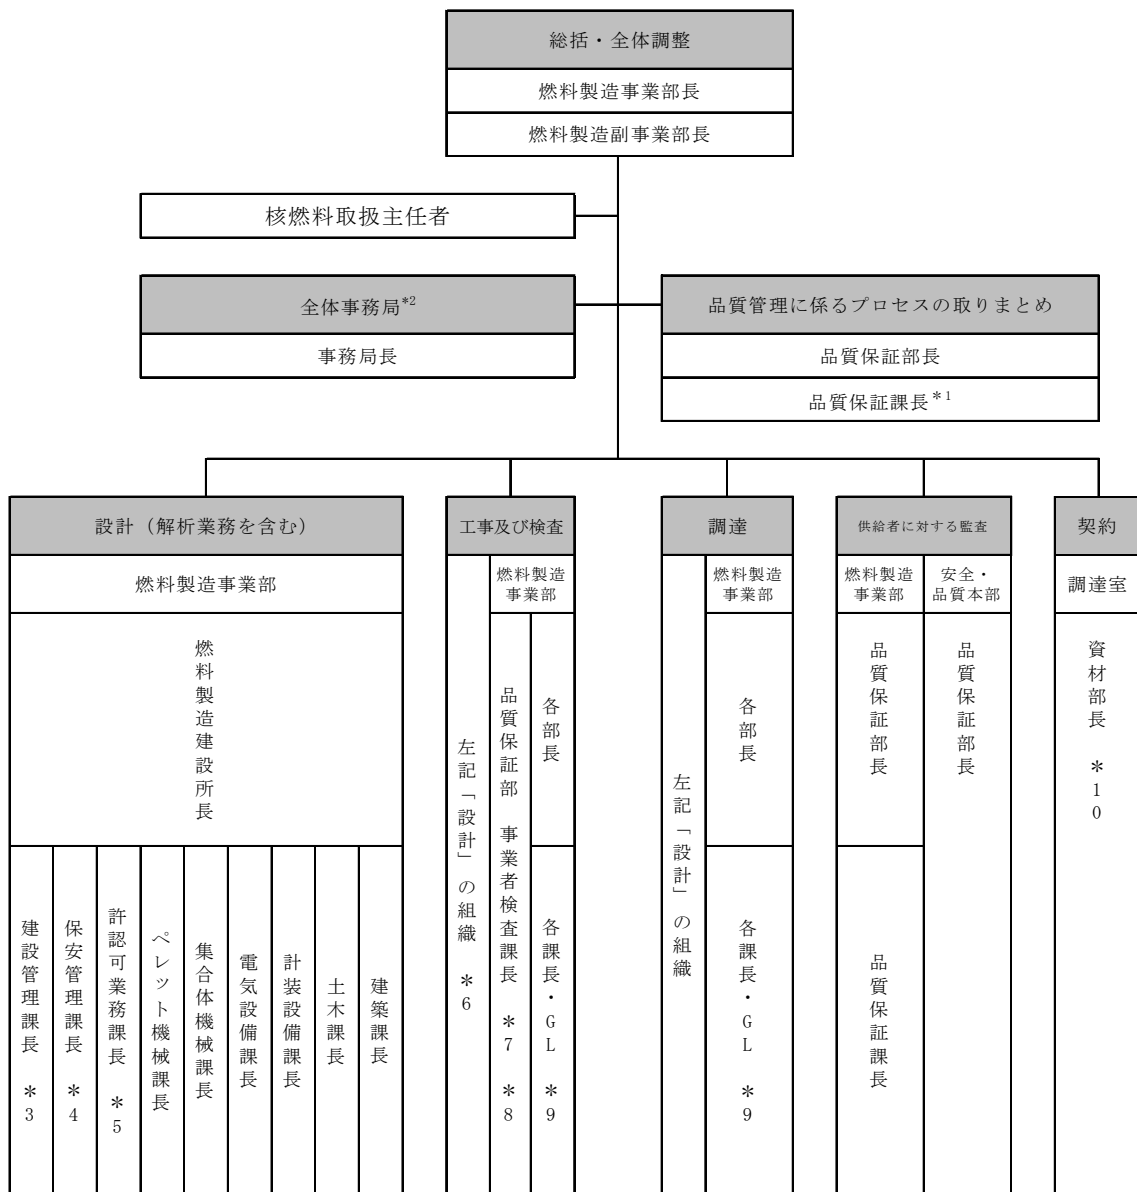 総括・全体調整
燃料製造事業部長
燃料製造副事業部長
核燃料取扱主任者
全体事務局*2
事務局長
品質管理に係るプロセスの取りまとめ
品質保証部長
品質保証課長*1
設計（解析業務を含む）
燃料製造事業部
燃料製造建設所長
建設管理課長 *3
保安管理課長 *4
許認可業務課長 *5
ペレット機械課長
集合体機械課長
電気設備課長
計装設備課長
土木課長
建築課長
工事及び検査
左記「設計」の組織 *6
燃料製造
事業部
品質保証部 事業者検査課長 *7 *8
各部長
各課長・GL *9
調達
左記「設計」の組織
燃料製造
事業部
各部長
各課長・GL *9
供給者に対する監査
燃料製造
事業部
品質保証部長
品質保証課長
安全・
品質本部
品質保証部長
契約
調達室
資材部長 *10